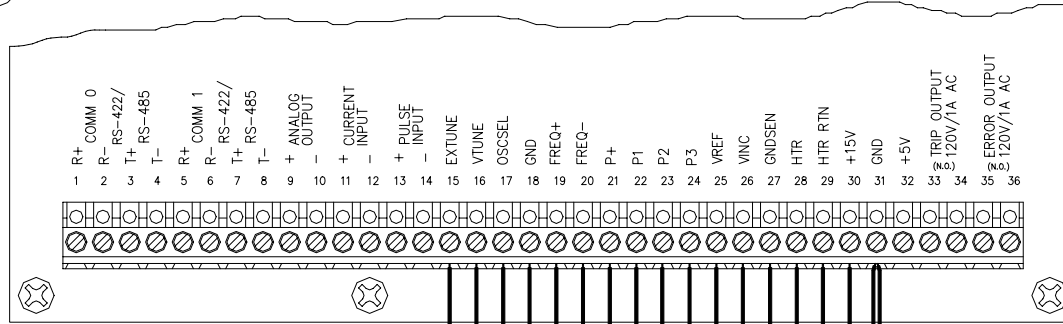 R+
R-
T+
T-
COMM 0
RS-422/
RS-485
R+
R-
T+
T-
COMM 1
RS-422/
RS-485
+ ANALOG
- OUTPUT
+ CURRENT
- INPUT
+ PULSE
- INPUT
EXTUNE
VTUNE
OSCSEL
GND
FREQ+
FREQ-
P+
P1
P2
P3
VREF
VINC
GNDSEN
HTR
HTR RTN
+15V
GND
+5V
TRIP OUTPUT
(N.O.) 120V/1A AC
ERROR OUTPUT
(N.O.) 120V/1A AC
1 2 3 4 5 6 7 8 9 10 11 12 13 14 15 16 17 18 19 20 21 22 23 24 25 26 27 28 29 30 31 32 33 34 35 36